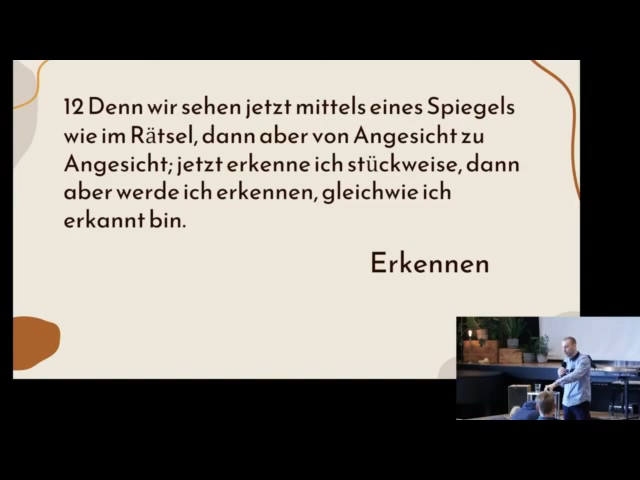 12 Denn wir sehen jetzt mittels eines Spiegels
wie im Rätsel, dann aber von Angesicht zu
Angesicht; jetzt erkenne ich stückweise, dann
aber werde ich erkennen, gleichwie ich
erkannt bin.
Erkennen